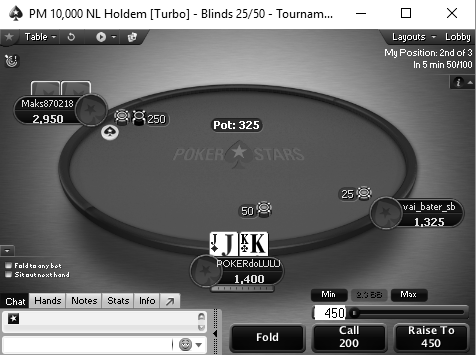 PM 10,000 NL Holdem [Turbo] - Blinds 25/50 - Tournam...
Table
Layouts
Lobby
My Position: 2nd of 3
In 5 min 50/100
i
Maks870218
2,950
250
Pot: 325
POKER STARS
50
25
vai_bater_sb
1,325
J J K K
POKERdoLULU
1,400
Fold to any bet
Sit out next hand
Chat Hands Notes Stats Info
Min 2.3 BB Max
450
Fold
Call
200
Raise To
450